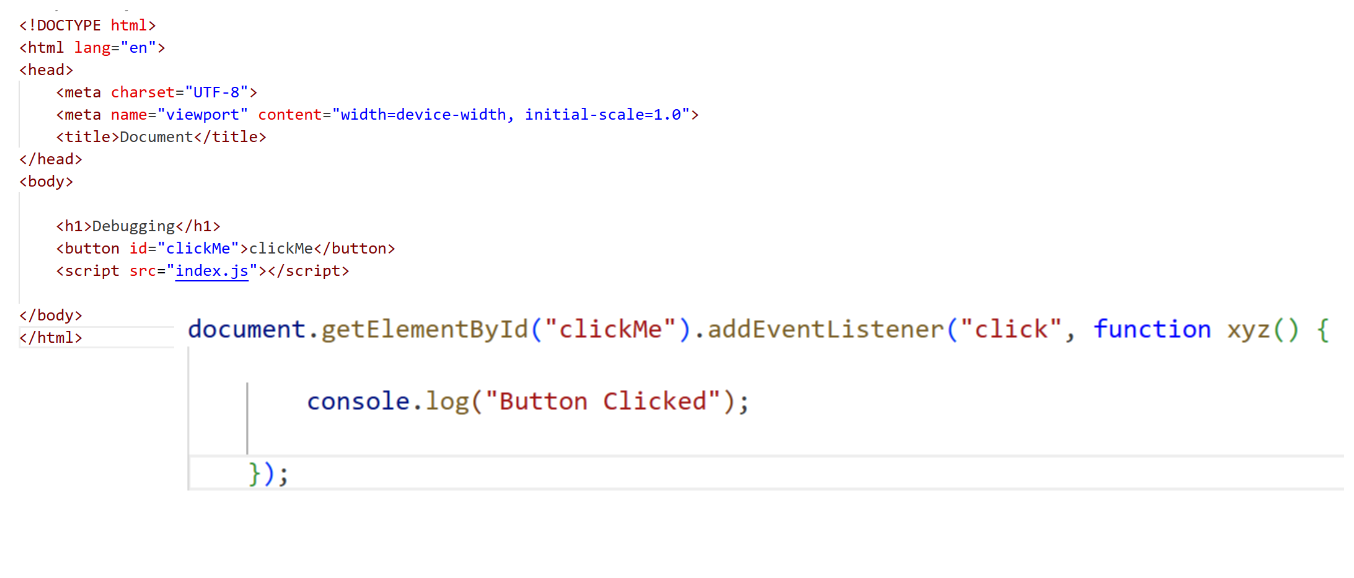 <!DOCTYPE html>
<html lang="en">
<head>
    <meta charset="UTF-8">
    <meta name="viewport" content="width=device-width, initial-scale=1.0">
    <title>Document</title>
</head>
<body>
    <h1>Debugging</h1>
    <button id="clickMe">clickMe</button>
    <script src="index.js"></script>
</body>
</html>
document.getElementById("clickMe").addEventListener("click", function xyz() {
        console.log("Button Clicked");
    });